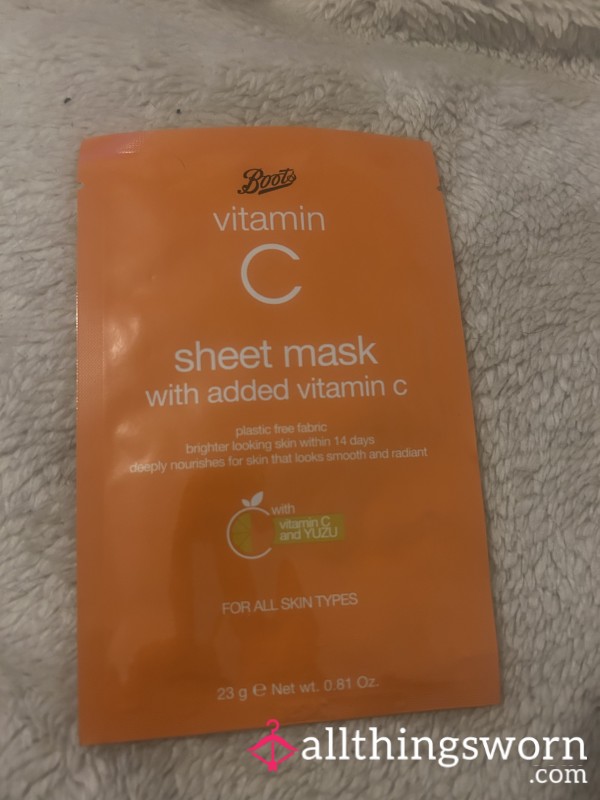 Boots
vitamin
C
sheet mask
with added vitamin c
plastic free fabric
brighter looking skin within 14 days
deeply nourishes for skin that looks smooth and radiant
with
vitamin C
and YUZU
FOR ALL SKIN TYPES
23 g ℮ Net wt. 0.81 Oz.
allthingsworn
.com